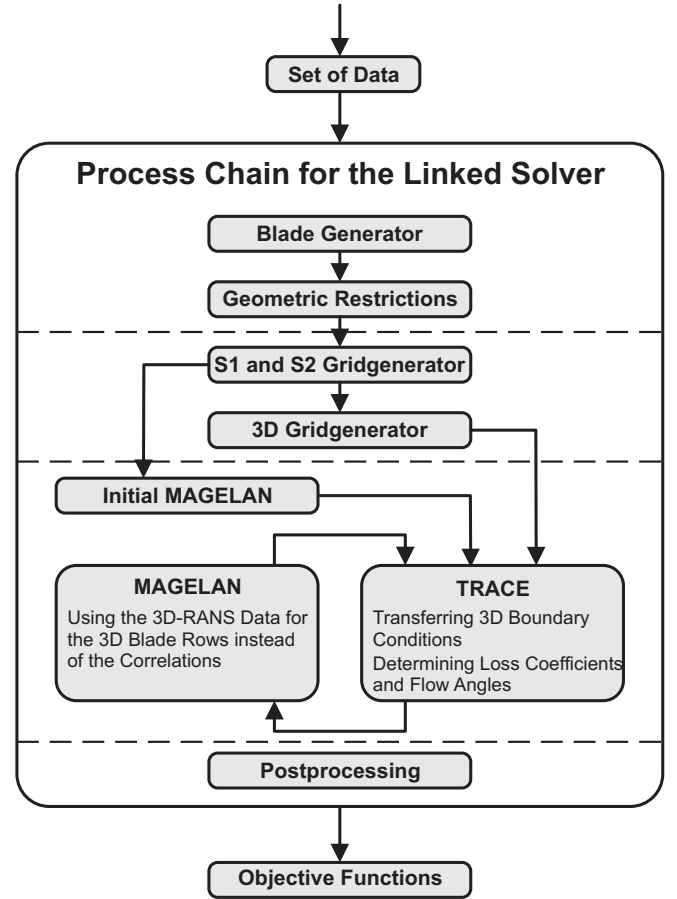 Set of Data
Process Chain for the Linked Solver
Blade Generator
Geometric Restrictions
S1 and S2 Gridgenerator
3D Gridgenerator
Initial MAGELAN
MAGELAN
Using the 3D-RANS Data for
the 3D Blade Rows instead
of the Correlations
TRACE
Transferring 3D Boundary
Conditions
Determining Loss Coefficients
and Flow Angles
Postprocessing
Objective Functions